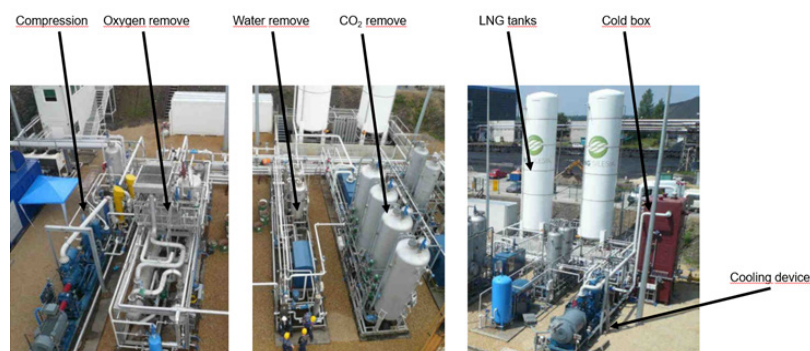 Compression
Oxygen remove
Water remove
CO₂ remove
LNG tanks
Cold box
Cooling device